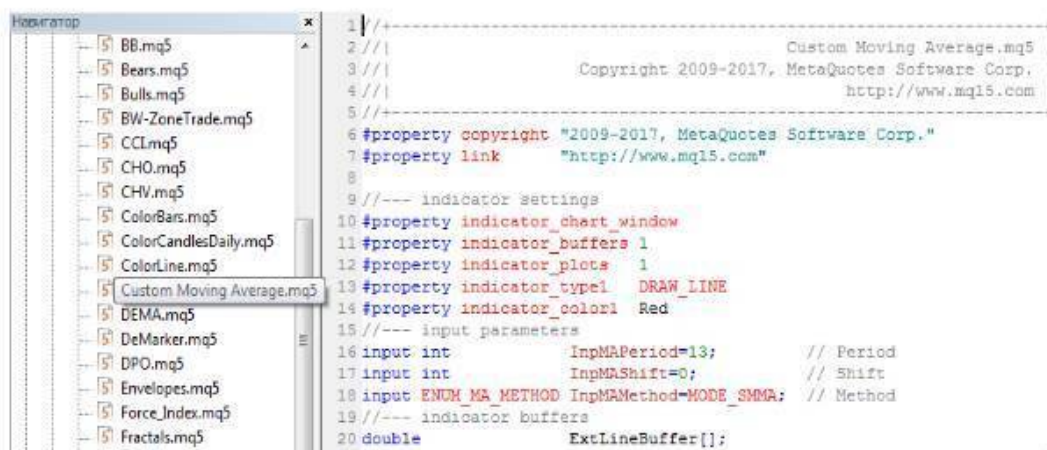 Навигатор
BB.mq5
Bears.mq5
Bulls.mq5
BW-ZoneTrade.mq5
CCI.mq5
CHO.mq5
CHV.mq5
ColorBars.mq5
ColorCandlesDaily.mq5
ColorLine.mq5
Custom Moving Average.mq5
DEMA.mq5
DeMarker.mq5
DPO.mq5
Envelopes.mq5
Force_Index.mq5
Fractals.mq5
1 //+------------------------------------------------------------------
2 //| Custom Moving Average.mq5
3 //| Copyright 2009-2017, MetaQuotes Software Corp.
4 //| http://www.mql5.com
5 //+------------------------------------------------------------------
6 #property copyright "2009-2017, MetaQuotes Software Corp."
7 #property link "http://www.mql5.com"
8
9 //--- indicator settings
10 #property indicator_chart_window
11 #property indicator_buffers 1
12 #property indicator_plots 1
13 #property indicator_type1 DRAW_LINE
14 #property indicator_color1 Red
15 //--- input parameters
16 input int InpMAPeriod=13; // Period
17 input int InpMAShift=0; // Shift
18 input ENUM_MA_METHOD InpMAMethod=MODE_SMMA; // Method
19 //--- indicator buffers
20 double ExtLineBuffer[];